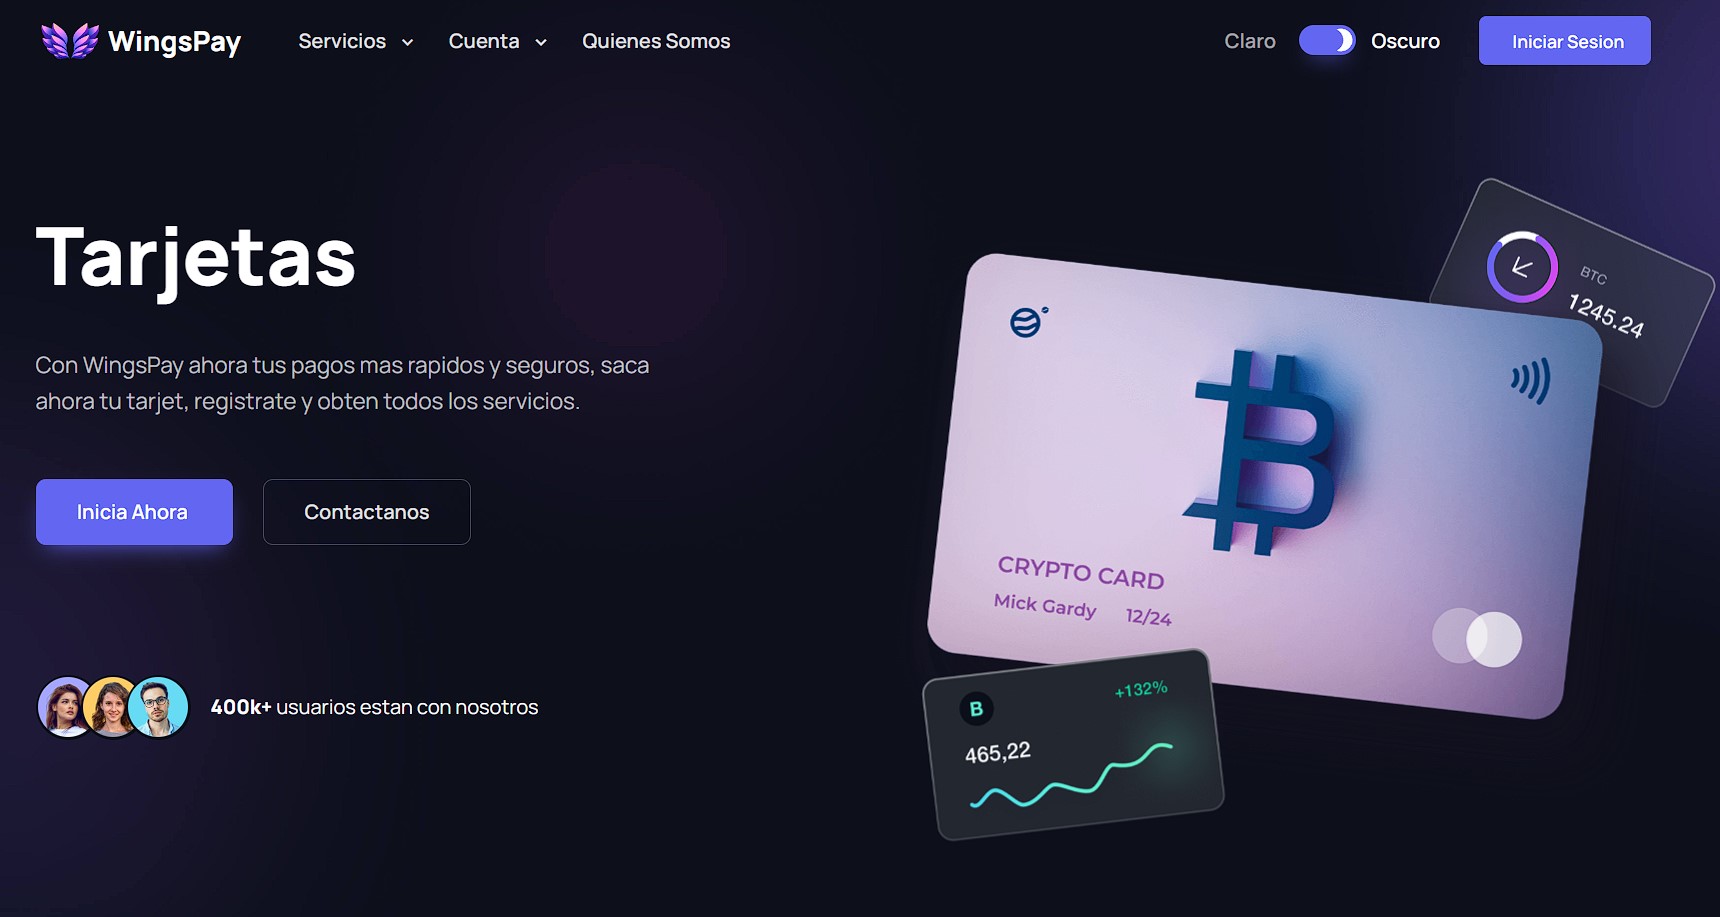 WingsPay
Servicios
Cuenta
Quienes Somos
Claro
Oscuro
Iniciar Sesion
Tarjetas
Con WingsPay ahora tus pagos mas rapidos y seguros, saca
ahora tu tarjet, registrate y obten todos los servicios.
Inicia Ahora
Contactanos
400k+ usuarios estan con nosotros
BTC
1245.24
CRYPTO CARD
Mick Gardy 12/24
B
+132%
465,22